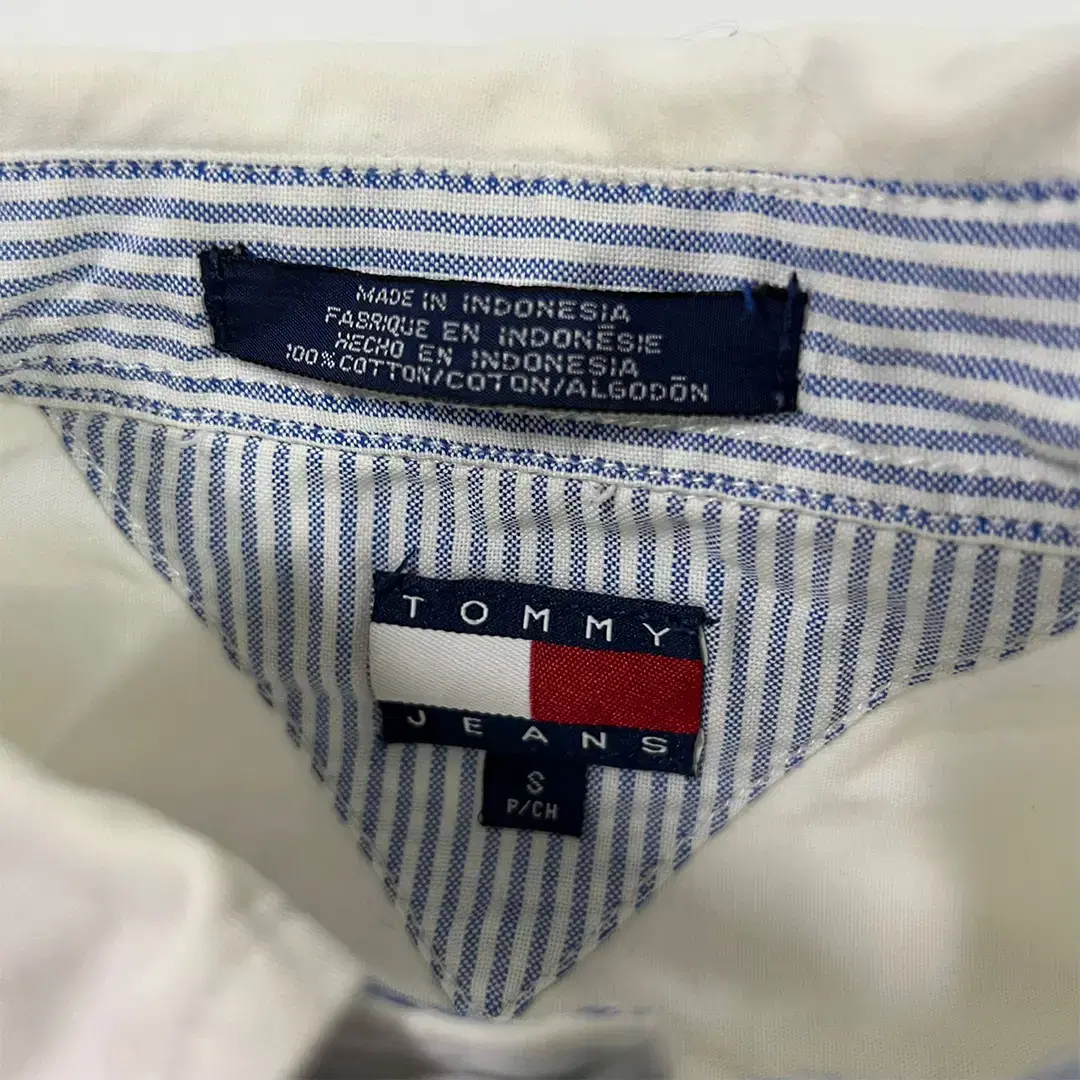 MADE IN INDONESIA
FABRIQUE EN INDONÉSIE
HECHO EN INDONESIA
100% COTTON/COTON/ALGODÓN
TOMMY
JEANS
S
P/CH